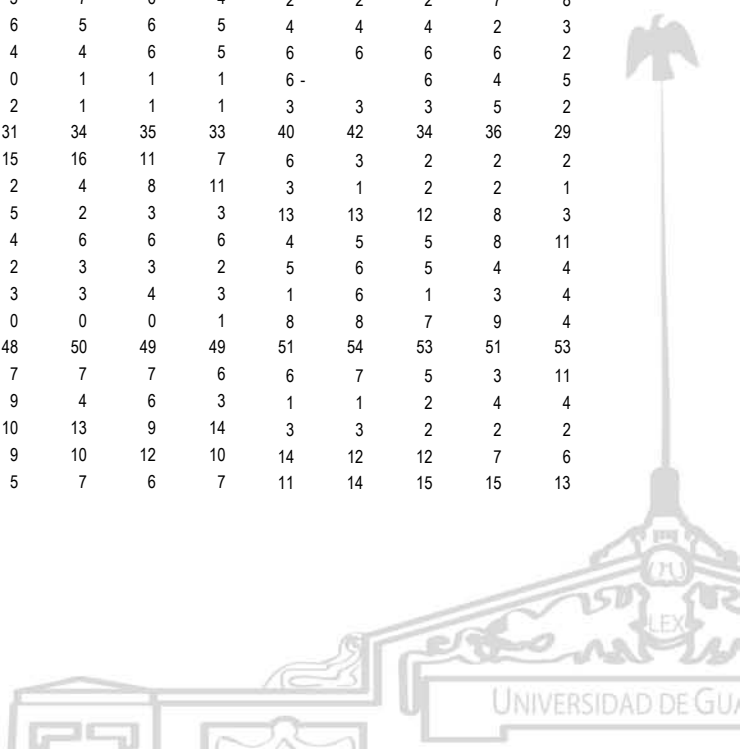 6 5 6 5 4 4 4 2 3
4 4 6 5 6 6 6 6 2
0 1 1 1 6 - 6 4 5
2 1 1 1 3 3 3 5 2
31 34 35 33 40 42 34 36 29
15 16 11 7 6 3 2 2 2
2 4 8 11 3 1 2 2 1
5 2 3 3 13 13 12 8 3
4 6 6 6 4 5 5 8 11
2 3 3 2 5 6 5 4 4
3 3 4 3 1 6 1 3 4
0 0 0 1 8 8 7 9 4
48 50 49 49 51 54 53 51 53
7 7 7 6 6 7 5 3 11
9 4 6 3 1 1 2 4 4
10 13 9 14 3 3 2 2 2
9 10 12 10 14 12 12 7 6
5 7 6 7 11 14 15 15 13
LEX
UNIVERSIDAD DE GUA